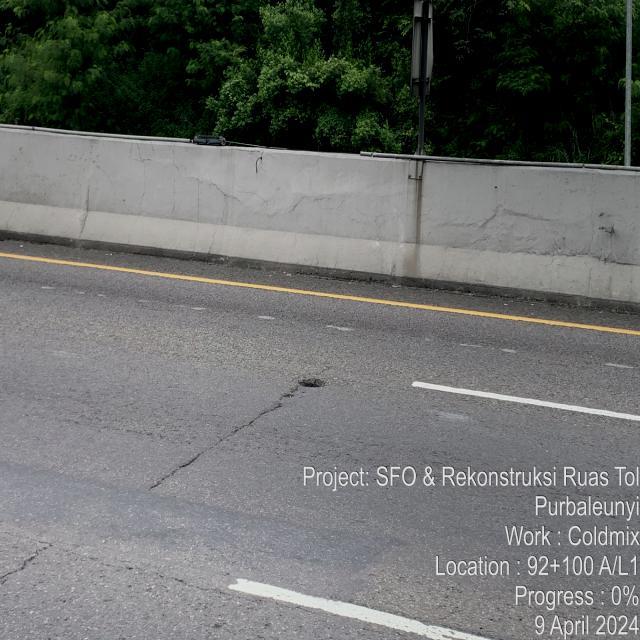 Project: SFO & Rekonstruksi Ruas Tol
Purbaleunyi
Work : Coldmix
Location : 92+100 A/L1
Progress : 0%
9 April 2024